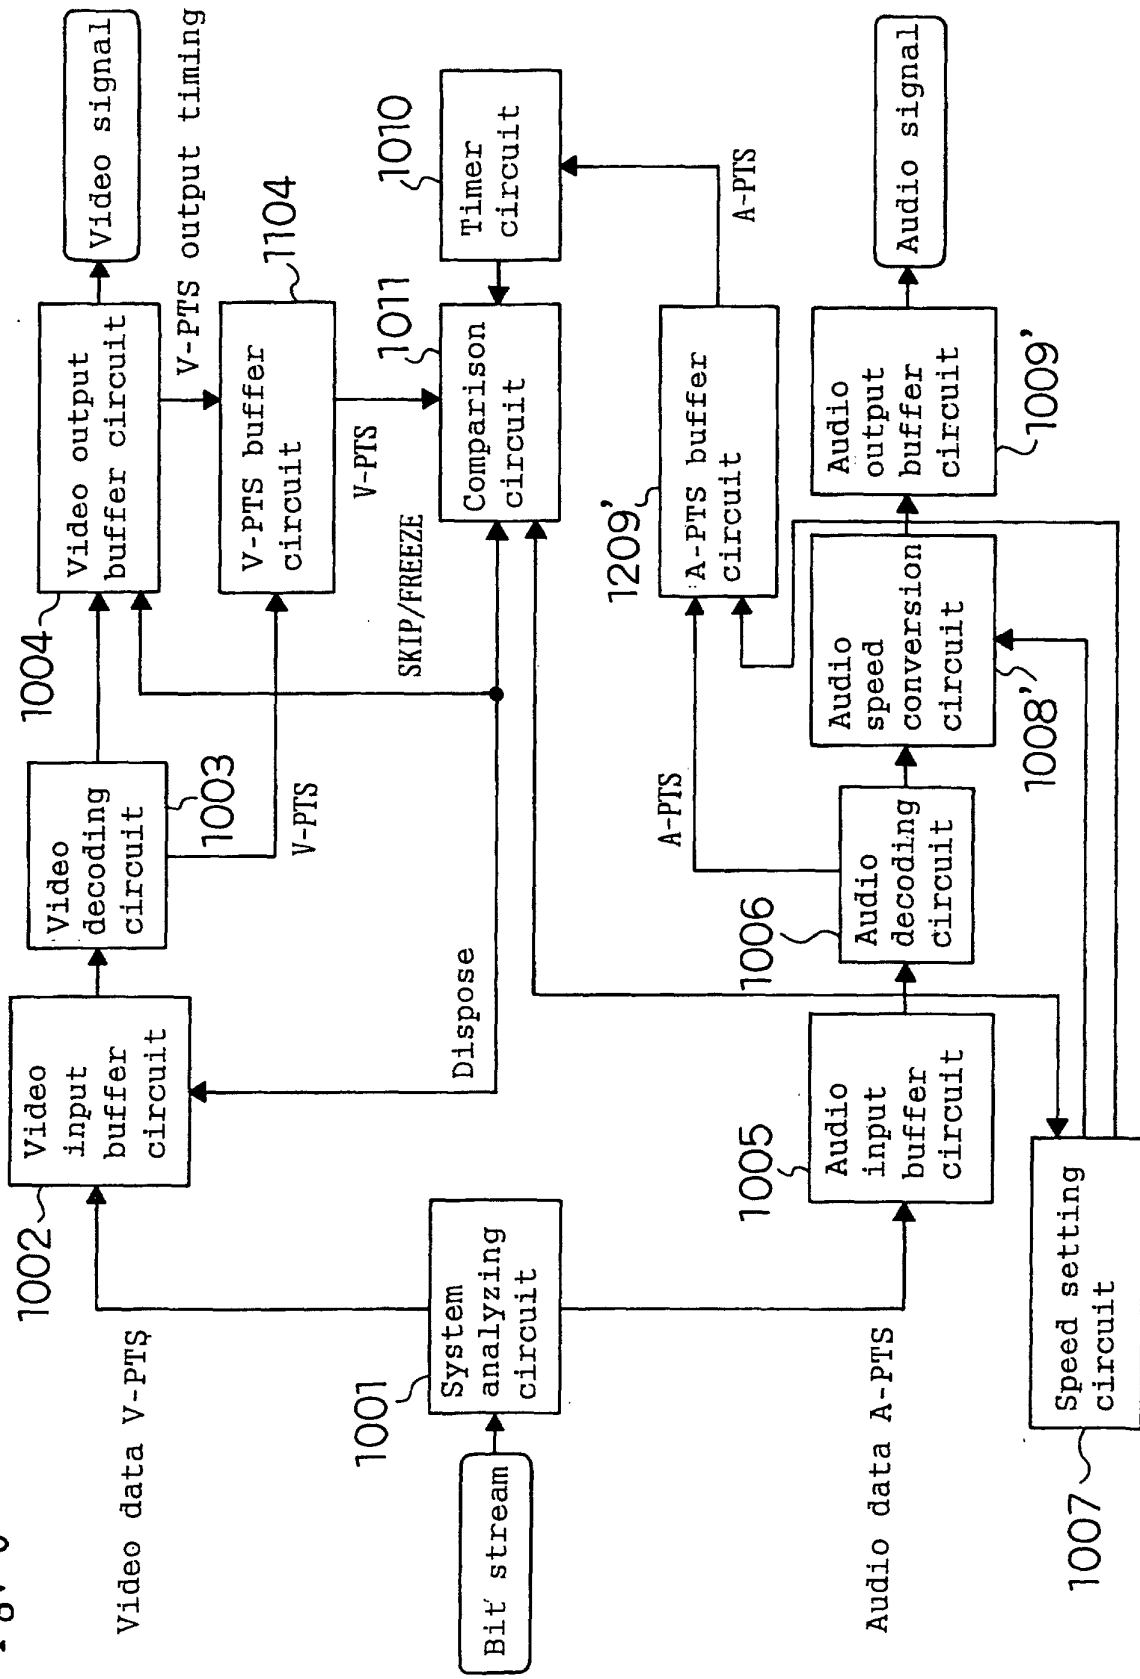 Bit stream
1001
System
analyzing
circuit
Video data V-PTS
Audio data A-PTS
1002
Video
input
buffer
circuit
1003
Video
decoding
circuit
V-PTS
1004
Video output
buffer circuit
Video signal
V-PTS output timing
1104
V-PTS buffer
circuit
V-PTS
Dispose
SKIP/FREEZE
1011
Comparison
circuit
1010
Timer
circuit
A-PTS
1209'
A-PTS buffer
circuit
A-PTS
1005
Audio
input
buffer
circuit
1006
Audio
decoding
circuit
Audio
speed
conversion
circuit
1008'
Audio
output
buffer
circuit
1009'
Audio signal
1007
Speed setting
circuit